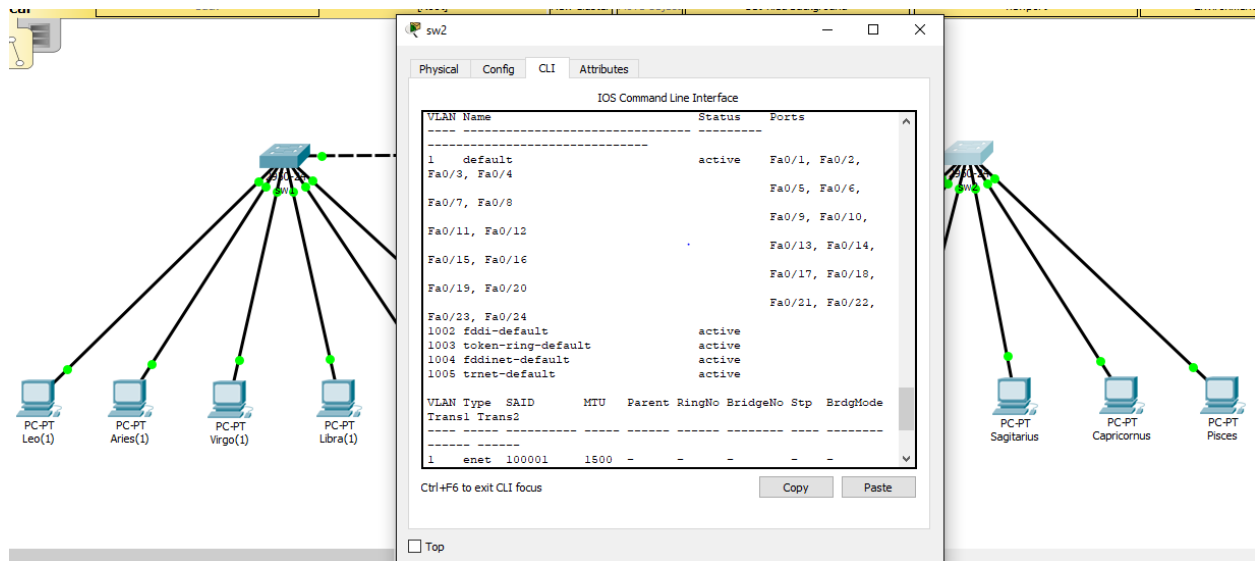 sw2
Physical Config CLI Attributes
IOS Command Line Interface
VLAN Name Status Ports
---- -------------------------------- --------- 
-------------------------------
1 default active Fa0/1, Fa0/2,
Fa0/3, Fa0/4
Fa0/5, Fa0/6,
Fa0/7, Fa0/8
Fa0/9, Fa0/10,
Fa0/11, Fa0/12
Fa0/13, Fa0/14,
Fa0/15, Fa0/16
Fa0/17, Fa0/18,
Fa0/19, Fa0/20
Fa0/21, Fa0/22,
Fa0/23, Fa0/24
1002 fddi-default active
1003 token-ring-default active
1004 fddinet-default active
1005 trnet-default active
VLAN Type SAID MTU Parent RingNo BridgeNo Stp BrdgMode
Trans1 Trans2
---- ----- ---------- ----- ------ ------ -------- ---- --------
------ ------
1 enet 100001 1500 - - - - -
Ctrl+F6 to exit CLI focus
Copy Paste
Top
sw1
sw2
PC-PT
Leo(1)
PC-PT
Aries(1)
PC-PT
Virgo(1)
PC-PT
Libra(1)
PC-PT
Sagitarius
PC-PT
Capricornus
PC-PT
Pisces